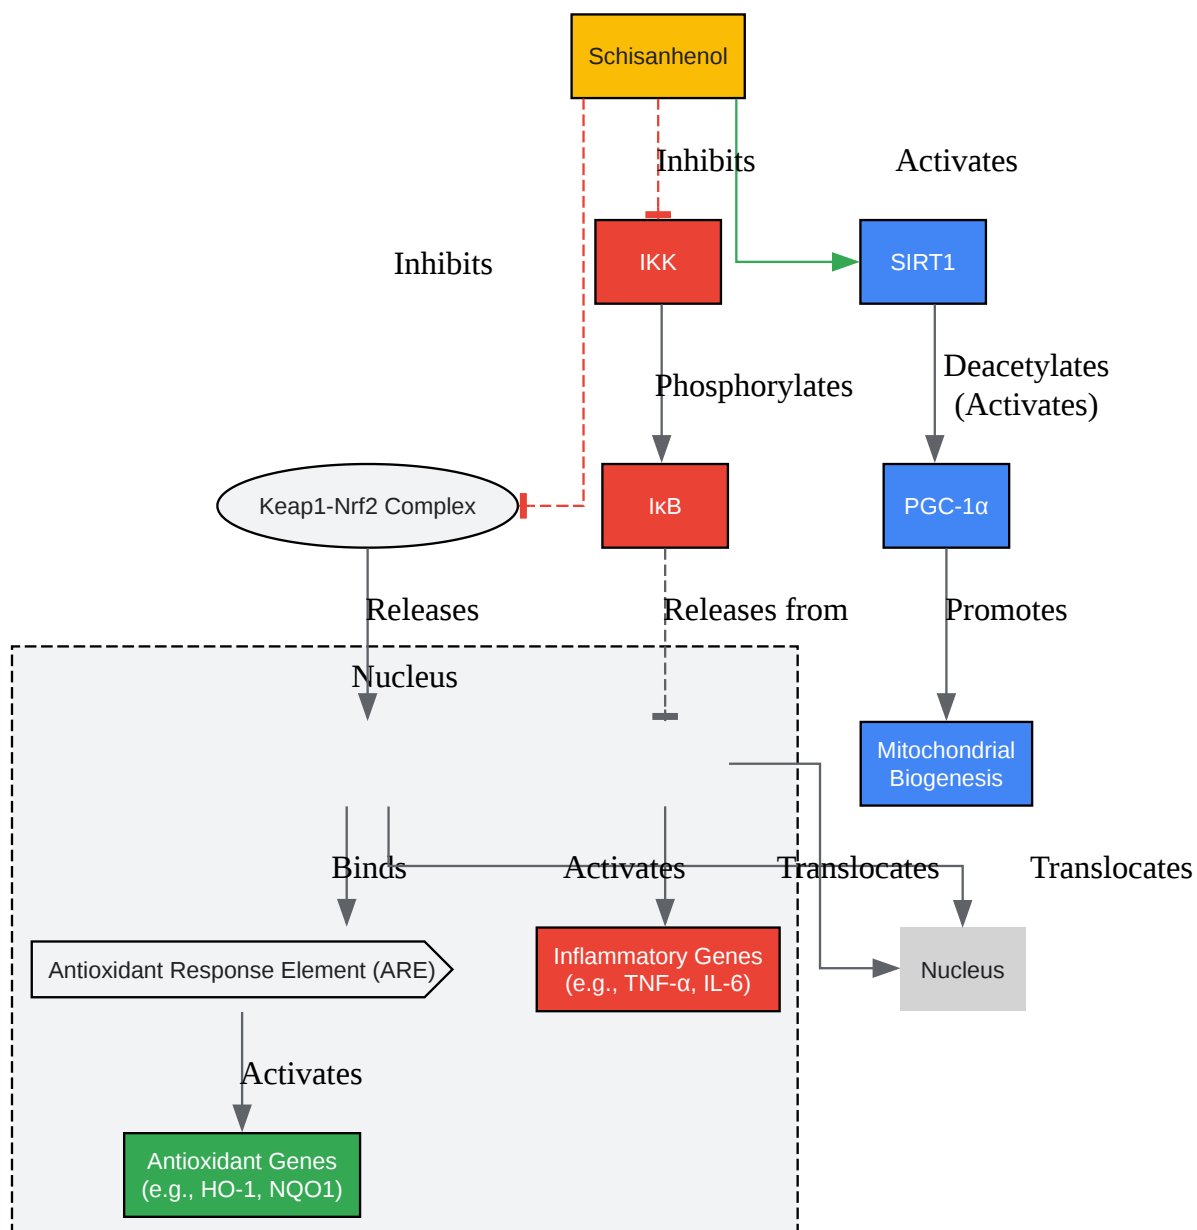 Schisanhenol
Inhibits
Activates
Inhibits
IKK
SIRT1
Phosphorylates
Deacetylates
(Activates)
Keap1-Nrf2 Complex
IκB
PGC-1α
Releases
Releases from
Promotes
Nucleus
Mitochondrial
Biogenesis
Binds
Activates
Translocates
Translocates
Antioxidant Response Element (ARE)
Inflammatory Genes
(e.g., TNF-α, IL-6)
Nucleus
Activates
Antioxidant Genes
(e.g., HO-1, NQO1)